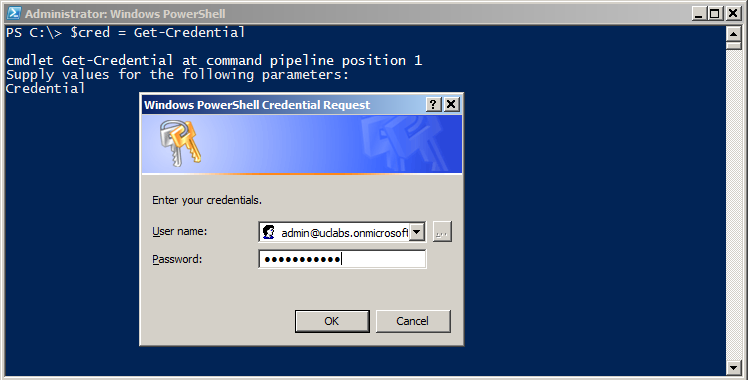 Administrator: Windows PowerShell
PS C:\> $cred = Get-Credential
cmdlet Get-Credential at command pipeline position 1
Supply values for the following parameters:
Credential
Windows PowerShell Credential Request
Enter your credentials.
User name:
admin@uclabs.onmicrosoft
...
Password:
●●●●●●●●●●●
OK
Cancel